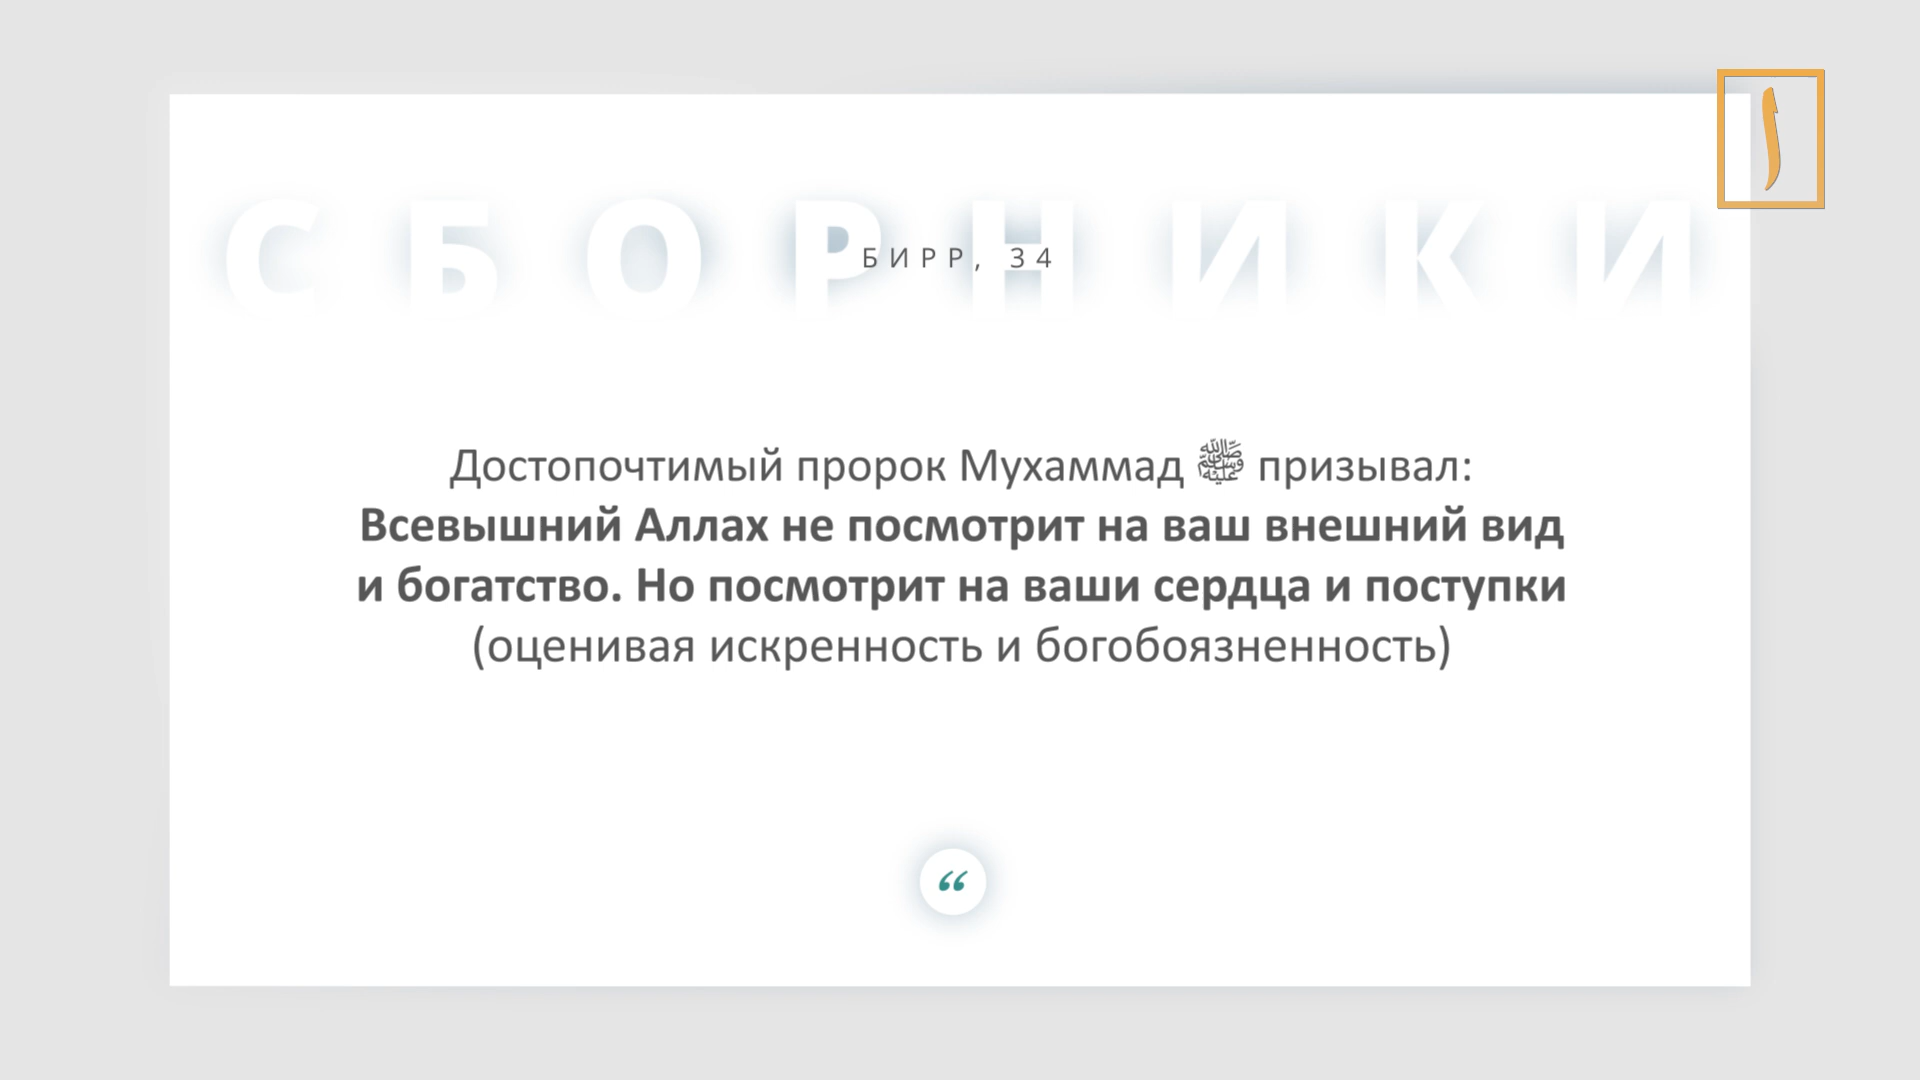 СБОРНИКИ
БИРР, 34
Достопочтимый пророк Мухаммад ﷺ призывал:
Всевышний Аллах не посмотрит на ваш внешний вид
и богатство. Но посмотрит на ваши сердца и поступки
(оценивая искренность и богобоязненность)
“